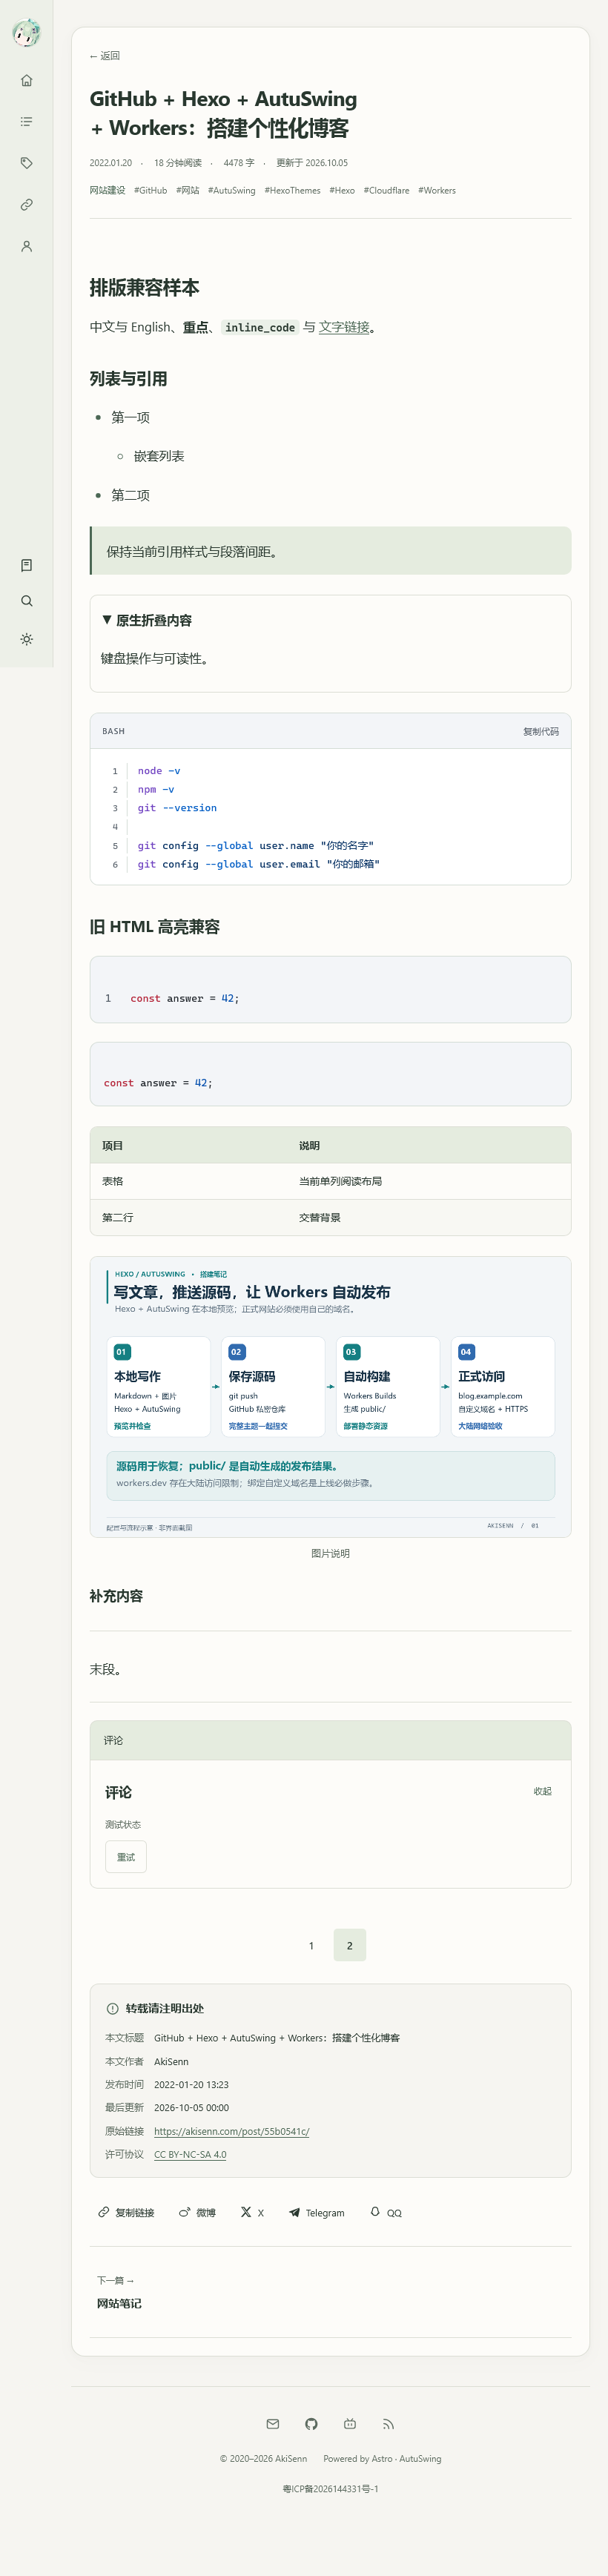 ← 返回
GitHub + Hexo + AutuSwing
+ Workers：搭建个性化博客
2022.01.20 · 18 分钟阅读 · 4478 字 · 更新于 2026.10.05
网站建设 #GitHub #网站 #AutuSwing #HexoThemes #Hexo #Cloudflare #Workers
排版兼容样本
中文与 English、重点、inline_code 与 文字链接。
列表与引用
第一项
嵌套列表
第二项
保持当前引用样式与段落间距。
▼ 原生折叠内容
键盘操作与可读性。
BASH 复制代码
1 node -v
2 npm -v
3 git --version
4
5 git config --global user.name "你的名字"
6 git config --global user.email "你的邮箱"
旧 HTML 高亮兼容
1 const answer = 42;
const answer = 42;
项目 说明
表格 当前单列阅读布局
第二行 交替背景
HEXO / AUTUSWING • 搭建笔记
写文章，推送源码，让 Workers 自动发布
Hexo + AutuSwing 在本地预览；正式网站必须使用自己的域名。
01 02 03 04
本地写作 保存源码 自动构建 正式访问
Markdown + 图片 git push Workers Builds blog.example.com
Hexo + AutuSwing GitHub 私密仓库 生成 public/ 自定义域名 + HTTPS
预览并检查 完整主题一起提交 部署静态资源 大陆网络验收
源码用于恢复；public/ 是自动生成的发布结果。
workers.dev 存在大陆访问限制；绑定自定义域名是上线必做步骤。
配置与流程示意 · 非界面截图 AKISENN / 01
图片说明
补充内容
末段。
评论
评论 收起
测试状态
重试
1 2
转载请注明出处
本文标题 GitHub + Hexo + AutuSwing + Workers：搭建个性化博客
本文作者 AkiSenn
发布时间 2022-01-20 13:23
最后更新 2026-10-05 00:00
原始链接 https://akisenn.com/post/55b0541c/
许可协议 CC BY-NC-SA 4.0
复制链接 微博 X Telegram QQ
下一篇 →
网站笔记
© 2020–2026 AkiSenn Powered by Astro · AutuSwing
粤ICP备2026144331号-1